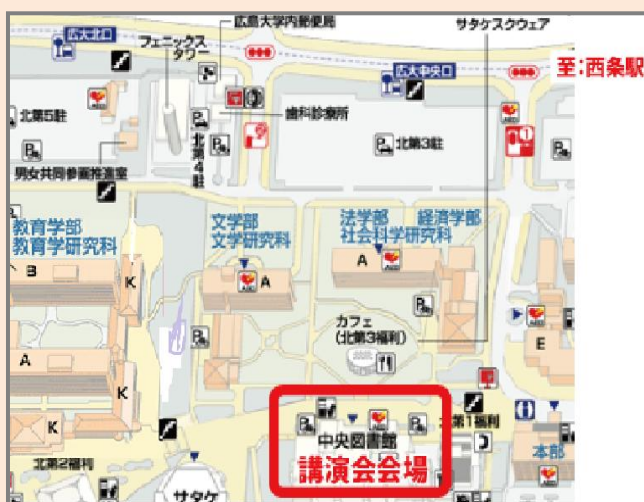 広島大学内郵便局
サタケスクウェア
広大北口
フェニックス
タワー
広大中央口
至:西条駅
北第5駐
歯科診療所
北第4駐
北第3駐
男女共同参画推進室
教育学部
教育学研究科
文学部
文学研究科
法学部 経済学部
社会科学研究科
B
K
A
A
カフェ
(北第3福利)
E
A
K
K
中央図書館
講演会会場
北第1福利
本部
北第2福利
サタケ